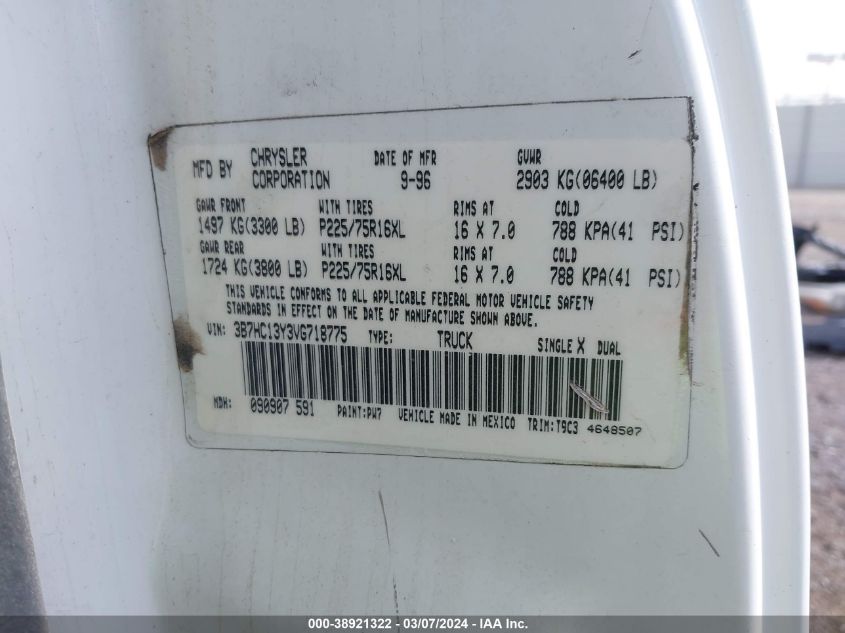 MFD BY CHRYSLER CORPORATION DATE OF MFR 9-96 GVWR 2903 KG(06400 LB)
GAWR FRONT WITH TIRES RIMS AT COLD
1497 KG(3300 LB) P225/75R16XL 16 X 7.0 788 KPA(41 PSI)
GAWR REAR WITH TIRES RIMS AT COLD
1724 KG(3800 LB) P225/75R16XL 16 X 7.0 788 KPA(41 PSI)
THIS VEHICLE CONFORMS TO ALL APPLICABLE FEDERAL MOTOR VEHICLE SAFETY
STANDARDS IN EFFECT ON THE DATE OF MANUFACTURE SHOWN ABOVE.
VIN: 3B7HC13Y3VG718775 TYPE: TRUCK SINGLE X DUAL
MDH: 090907 591 PAINT:PW7 VEHICLE MADE IN MEXICO TRIM:T9C3 4648507
000-38921322 - 03/07/2024 - IAA Inc.